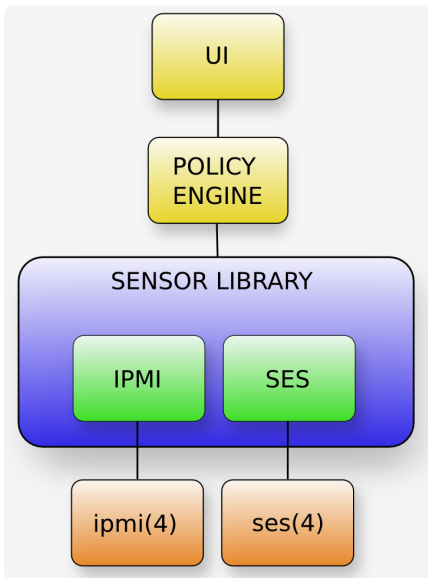 UI
POLICY
ENGINE
SENSOR LIBRARY
IPMI
SES
ipmi(4)
ses(4)